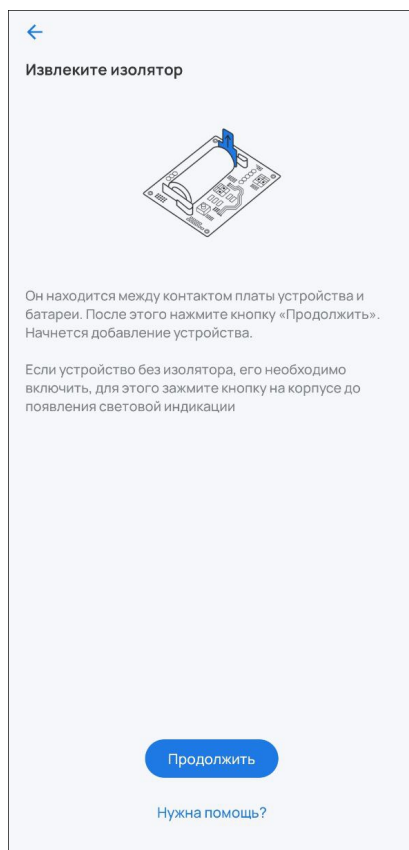 Извлеките изолятор
Он находится между контактом платы устройства и
батареи. После этого нажмите кнопку «Продолжить».
Начнется добавление устройства.
Если устройство без изолятора, его необходимо
включить, для этого зажмите кнопку на корпусе до
появления световой индикации
Продолжить
Нужна помощь?